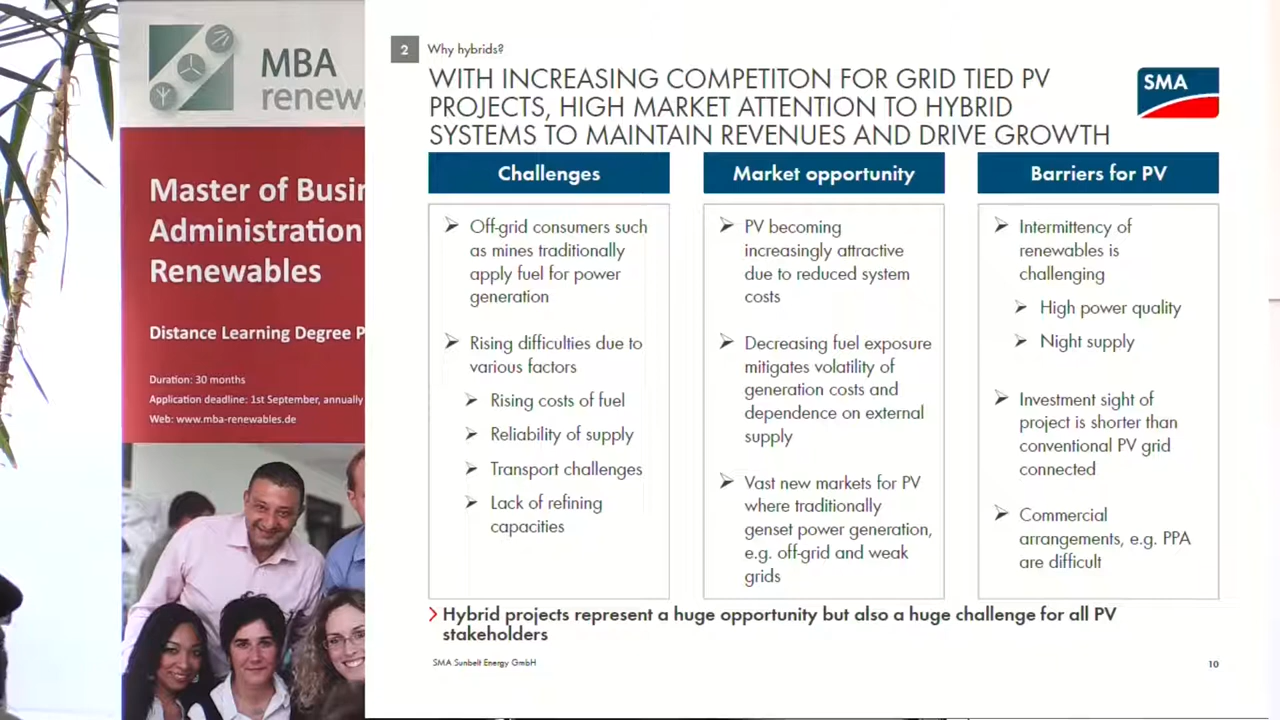 MBA
renew
Master of Busi
Administration
Renewables
Distance Learning Degree P
Duration: 30 months
Application deadline: 1st September, annually
Web: www.mba-renewables.de
2 Why hybrids?
WITH INCREASING COMPETITON FOR GRID TIED PV
PROJECTS, HIGH MARKET ATTENTION TO HYBRID
SYSTEMS TO MAINTAIN REVENUES AND DRIVE GROWTH
SMA
Challenges
Off-grid consumers such
as mines traditionally
apply fuel for power
generation
Rising difficulties due to
various factors
Rising costs of fuel
Reliability of supply
Transport challenges
Lack of refining
capacities
Market opportunity
PV becoming
increasingly attractive
due to reduced system
costs
Decreasing fuel exposure
mitigates volatility of
generation costs and
dependence on external
supply
Vast new markets for PV
where traditionally
genset power generation,
e.g. off-grid and weak
grids
Barriers for PV
Intermittency of
renewables is
challenging
High power quality
Night supply
Investment sight of
project is shorter than
conventional PV grid
connected
Commercial
arrangements, e.g. PPA
are difficult
Hybrid projects represent a huge opportunity but also a huge challenge for all PV
stakeholders
SMA Sunbelt Energy GmbH
10